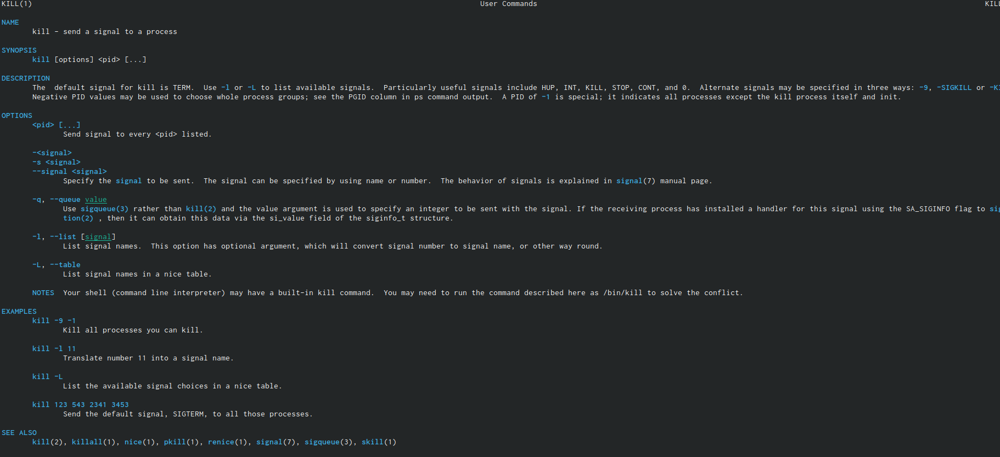 KILL(1) User Commands KILL
NAME
kill - send a signal to a process
SYNOPSIS
kill [options] <pid> [...]
DESCRIPTION
The  default signal for kill is TERM.  Use -l or -L to list available signals.  Particularly useful signals include HUP, INT, KILL, STOP, CONT, and 0.  Alternate signals may be specified in three ways: -9, -SIGKILL or
Negative PID values may be used to choose whole process groups; see the PGID column in ps command output.  A PID of -1 is special; it indicates all processes except the kill process itself and init.
OPTIONS
<pid> [...]
Send signal to every <pid> listed.
-<signal>
-s <signal>
--signal <signal>
Specify the signal to be sent.  The signal can be specified by using name or number.  The behavior of signals is explained in signal(7) manual page.
-q, --queue value
Use sigqueue(3) rather than kill(2) and the value argument is used to specify an integer to be sent with the signal. If the receiving process has installed a handler for this signal using the SA_SIGINFO flag to
tion(2) , then it can obtain this data via the si_value field of the siginfo_t structure.
-l, --list [signal]
List signal names.  This option has optional argument, which will convert signal number to signal name, or other way round.
-L, --table
List signal names in a nice table.
NOTES  Your shell (command line interpreter) may have a built-in kill command.  You may need to run the command described here as /bin/kill to solve the conflict.
EXAMPLES
kill -9 -1
Kill all processes you can kill.
kill -l 11
Translate number 11 into a signal name.
kill -L
List the available signal choices in a nice table.
kill 123 543 2341 3453
Send the default signal, SIGTERM, to all those processes.
SEE ALSO
kill(2), killall(1), nice(1), pkill(1), renice(1), signal(7), sigqueue(3), skill(1)